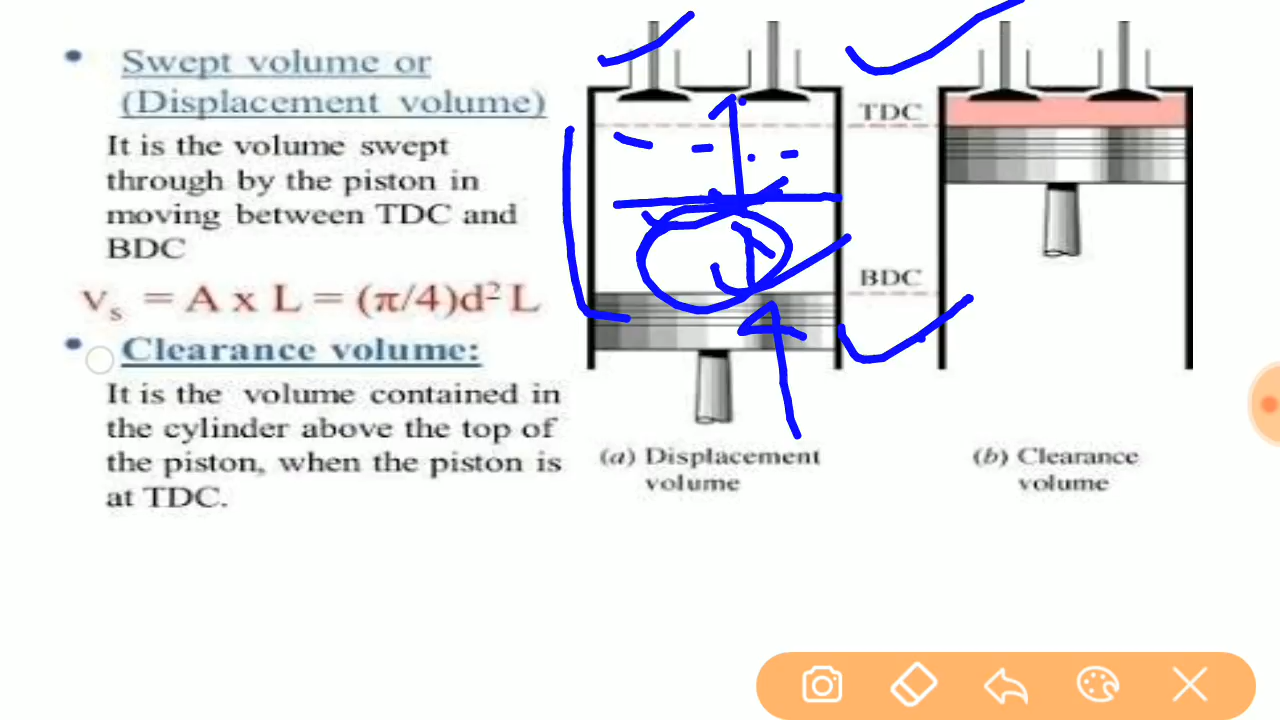 • Swept volume or
(Displacement volume)
It is the volume swept
through by the piston in
moving between TDC and
BDC
vₛ = A x L = (π/4)d² L
• Clearance volume:
It is the volume contained in
the cylinder above the top of
the piston, when the piston is
at TDC.
TDC
BDC
(a) Displacement
volume
(b) Clearance
volume